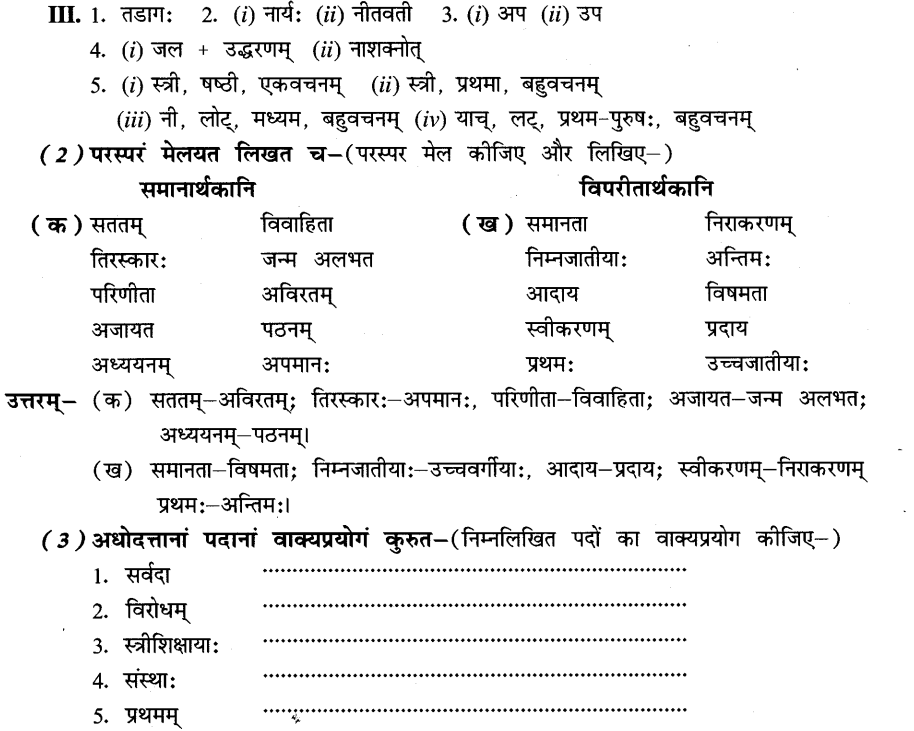 III. 1. तडागः 2. (i) नार्यः (ii) नीतवती 3. (i) अप (ii) उप
4. (i) जल + उद्धरणम् (ii) नाशक्नोत्
5. (i) स्त्री, षष्ठी, एकवचनम् (ii) स्त्री, प्रथमा, बहुवचनम्
(iii) नी, लोट्, मध्यम, बहुवचनम् (iv) याच्, लट्, प्रथम-पुरुषः, बहुवचनम्
(2) परस्परं मेलयत लिखत च–(परस्पर मेल कीजिए और लिखिए–)
समानार्थकानि विपरीतार्थकानि
(क) सततम् विवाहिता (ख) समानता निराकरणम्
तिरस्कारः जन्म अलभत निम्नजातीयाः अन्तिमः
परिणीता अविरतम् आदाय विषमता
अजायत पठनम् स्वीकरणम् प्रदाय
अध्ययनम् अपमानः प्रथमः उच्चजातीयाः
उत्तरम्– (क) सततम्–अविरतम्; तिरस्कारः–अपमानः, परिणीता–विवाहिता; अजायत–जन्म अलभत;
अध्ययनम्–पठनम्।
(ख) समानता–विषमता; निम्नजातीयाः–उच्चवर्गीयाः, आदाय–प्रदाय; स्वीकरणम्–निराकरणम्
प्रथमः–अन्तिमः।
(3) अधोदत्तानां पदानां वाक्यप्रयोगं कुरुत–(निम्नलिखित पदों का वाक्यप्रयोग कीजिए–)
1. सर्वदा ........................................
2. विरोधम् ........................................
3. स्त्रीशिक्षायाः ........................................
4. संस्थाः ........................................
5. प्रथमम् ........................................